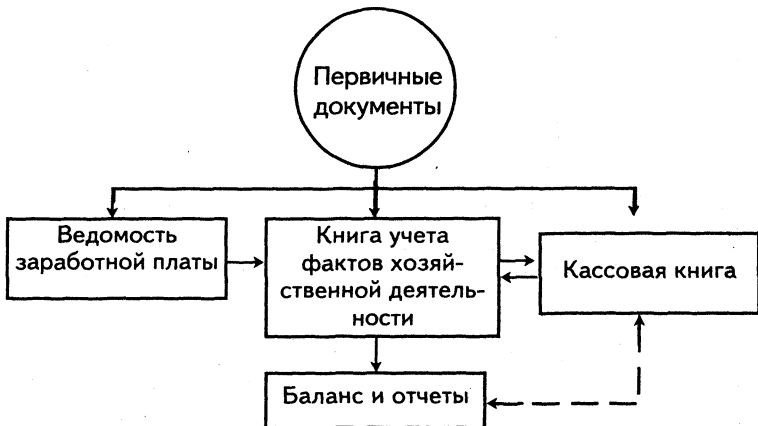 Первичные
документы
Ведомость
заработной платы
Книга учета
фактов хозяй-
ственной деятель-
ности
Кассовая книга
Баланс и отчеты